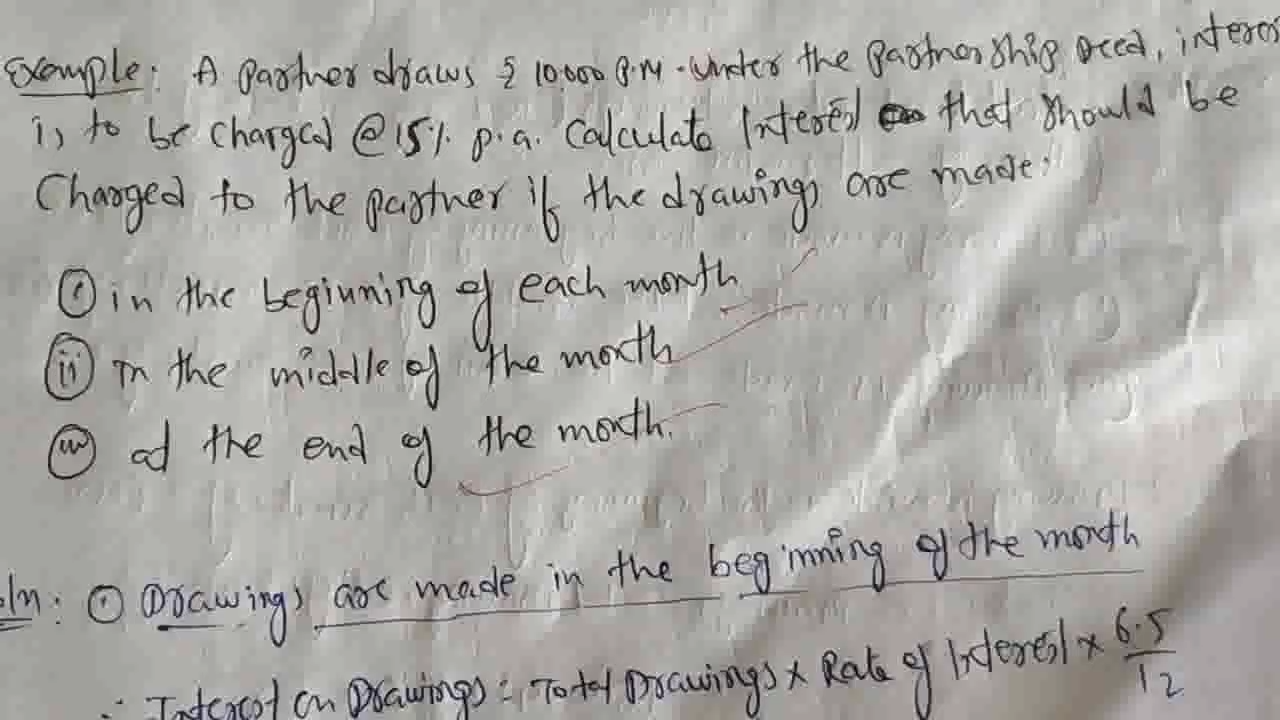 Example: A partner draws ₹ 10,000 P.M. Under the partnership Deed, interes
is to be charged @ 15% p.a. Calculate Interest that should be
Charged to the partner if the drawings are made:
(i) in the beginning of each month
(ii) In the middle of the month
(iii) at the end of the month.
oln: (i) Drawings are made in the beginning of the month
∴ Interest on Drawings = Total Drawings x Rate of Interest x 6.5
12